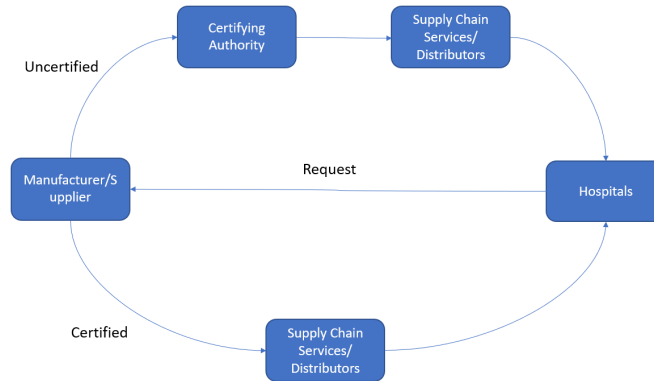 Certifying
Authority
Supply Chain
Services/
Distributors
Uncertified
Request
Manufacturer/S
upplier
Hospitals
Certified
Supply Chain
Services/
Distributors